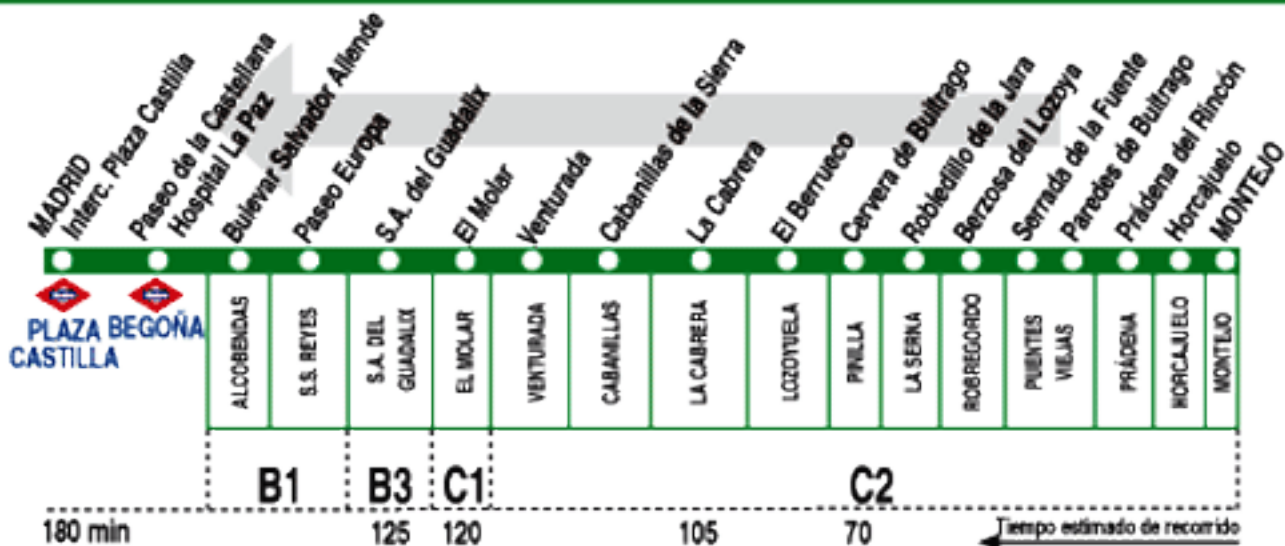 MADRID
Interc. Plaza Castilla
Paseo de la Castellana
Hospital La Paz
Bulevar Salvador Allende
Paseo Europa
S.A. del Guadalix
El Molar
Venturada
Cabanillas de la Sierra
La Cabrera
El Berrueco
Cervera de Buitrago
Robledillo de la Jara
Berzosa del Lozoya
Serrada de la Fuente
Paredes de Buitrago
Prádena del Rincón
Horcajuelo
MONTEJO
PLAZA
CASTILLA
BEGOÑA
ALCOBENDAS
S.S. REYES
S.A. DEL
GUADALIX
EL MOLAR
VENTURADA
CABANILLAS
LA CABRERA
LOZOYUELA
PINILLA
LA SERNA
ROBREGORDO
PUENTES
VIEJAS
PRÁDENA
HORCAJUELO
MONTEJO
B1
B3
C1
C2
180 min
125
120
105
70
Tiempo estimado de recorrido